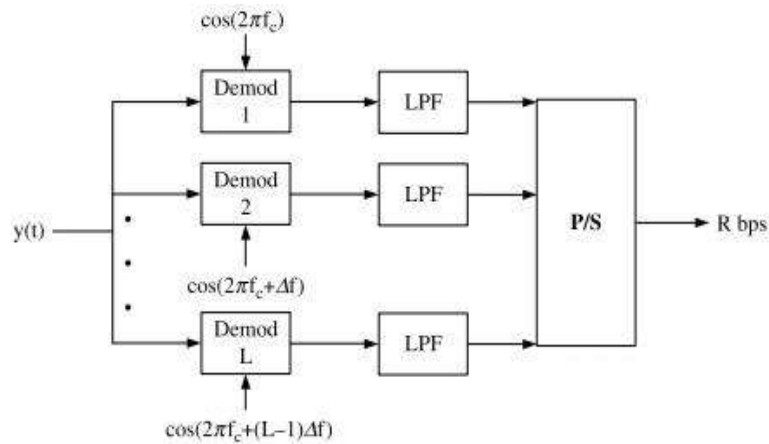 cos(2πf_c)
Demod
1
LPF
Demod
2
LPF
P/S
y(t)
R bps
cos(2πf_c+Δf)
Demod
L
LPF
cos(2πf_c+(L–1)Δf)